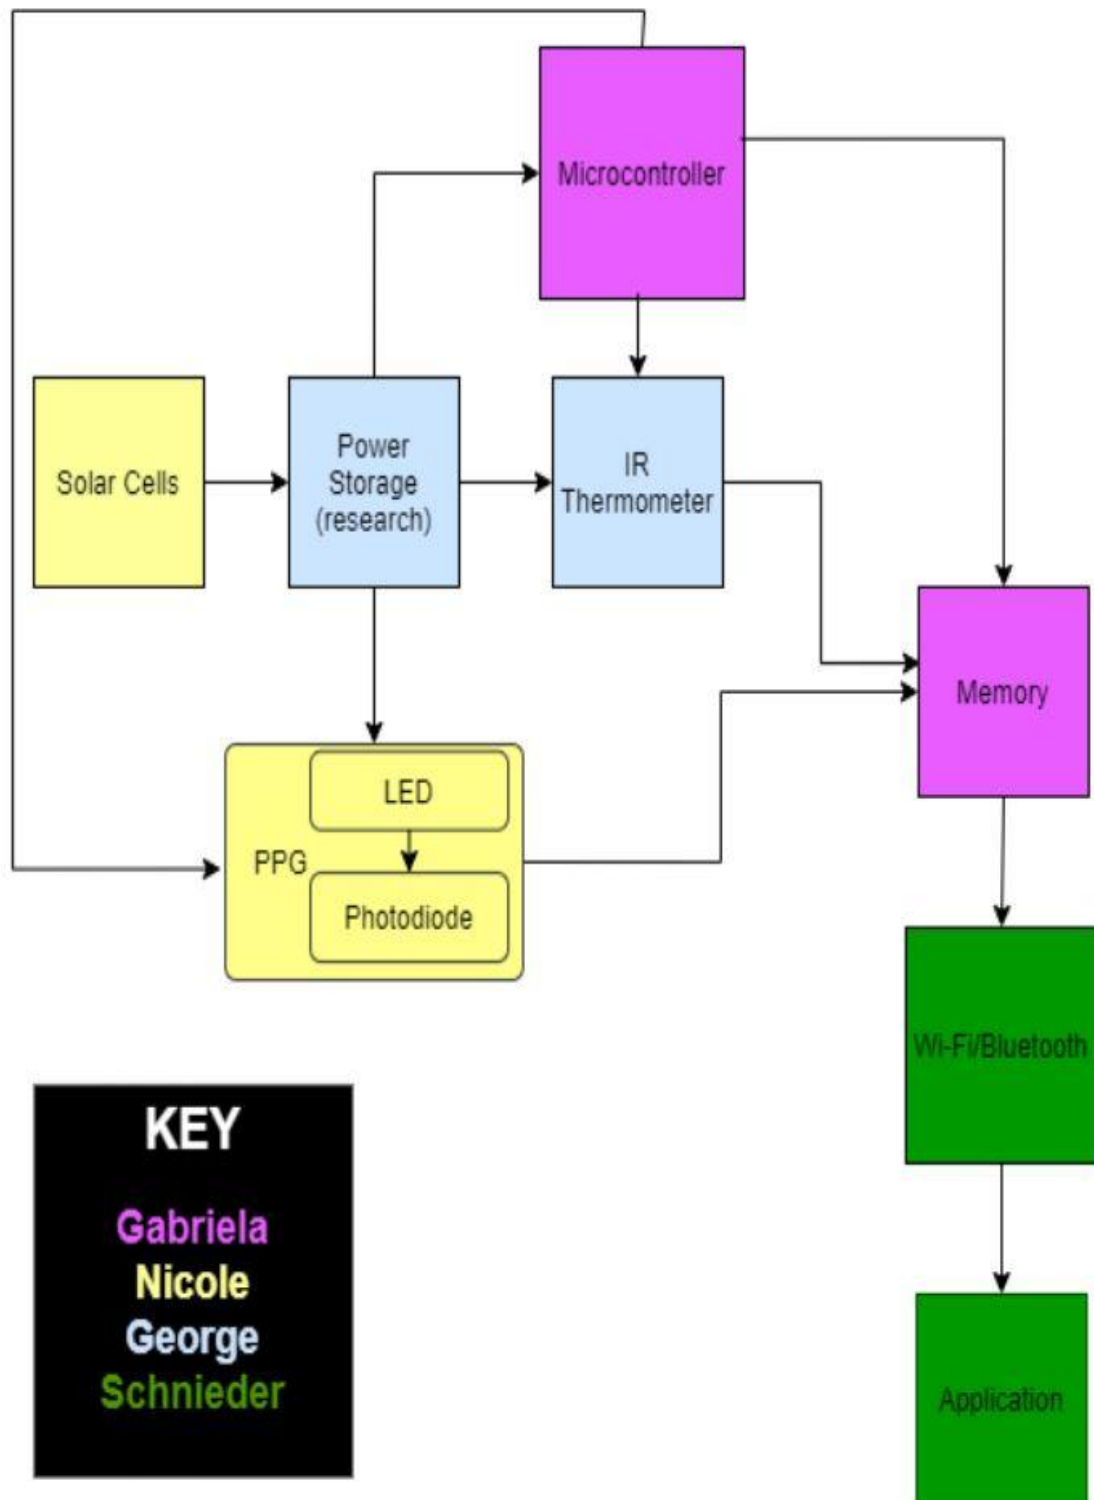 Microcontroller
Solar Cells
Power
Storage
(research)
IR
Thermometer
Memory
LED
PPG
Photodiode
Wi-Fi/Bluetooth
Application
KEY
Gabriela
Nicole
George
Schnieder